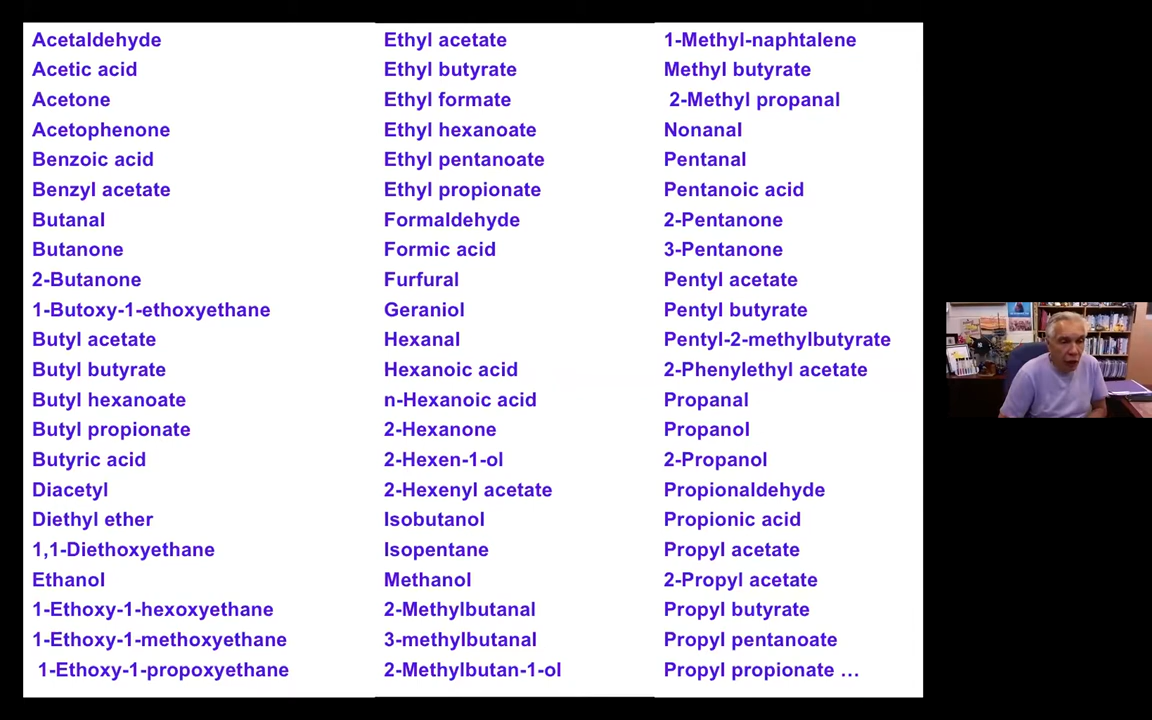 Acetaldehyde
Acetic acid
Acetone
Acetophenone
Benzoic acid
Benzyl acetate
Butanal
Butanone
2-Butanone
1-Butoxy-1-ethoxyethane
Butyl acetate
Butyl butyrate
Butyl hexanoate
Butyl propionate
Butyric acid
Diacetyl
Diethyl ether
1,1-Diethoxyethane
Ethanol
1-Ethoxy-1-hexoxyethane
1-Ethoxy-1-methoxyethane
1-Ethoxy-1-propoxyethane
Ethyl acetate
Ethyl butyrate
Ethyl formate
Ethyl hexanoate
Ethyl pentanoate
Ethyl propionate
Formaldehyde
Formic acid
Furfural
Geraniol
Hexanal
Hexanoic acid
n-Hexanoic acid
2-Hexanone
2-Hexen-1-ol
2-Hexenyl acetate
Isobutanol
Isopentane
Methanol
2-Methylbutanal
3-methylbutanal
2-Methylbutan-1-ol
1-Methyl-naphtalene
Methyl butyrate
2-Methyl propanal
Nonanal
Pentanal
Pentanoic acid
2-Pentanone
3-Pentanone
Pentyl acetate
Pentyl butyrate
Pentyl-2-methylbutyrate
2-Phenylethyl acetate
Propanal
Propanol
2-Propanol
Propionaldehyde
Propionic acid
Propyl acetate
2-Propyl acetate
Propyl butyrate
Propyl pentanoate
Propyl propionate …